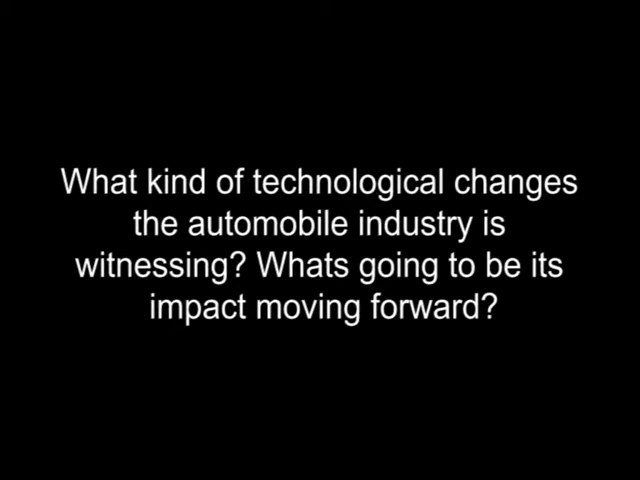 What kind of technological changes
the automobile industry is
witnessing? Whats going to be its
impact moving forward?